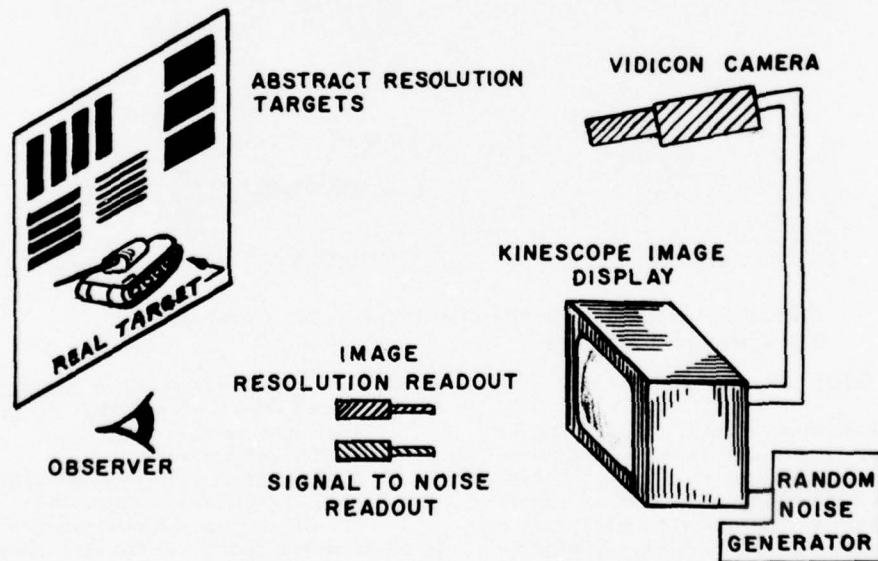 ABSTRACT RESOLUTION
TARGETS
VIDICON CAMERA
REAL TARGET
KINESCOPE IMAGE
DISPLAY
IMAGE
RESOLUTION READOUT
OBSERVER
SIGNAL TO NOISE
READOUT
RANDOM
NOISE
GENERATOR